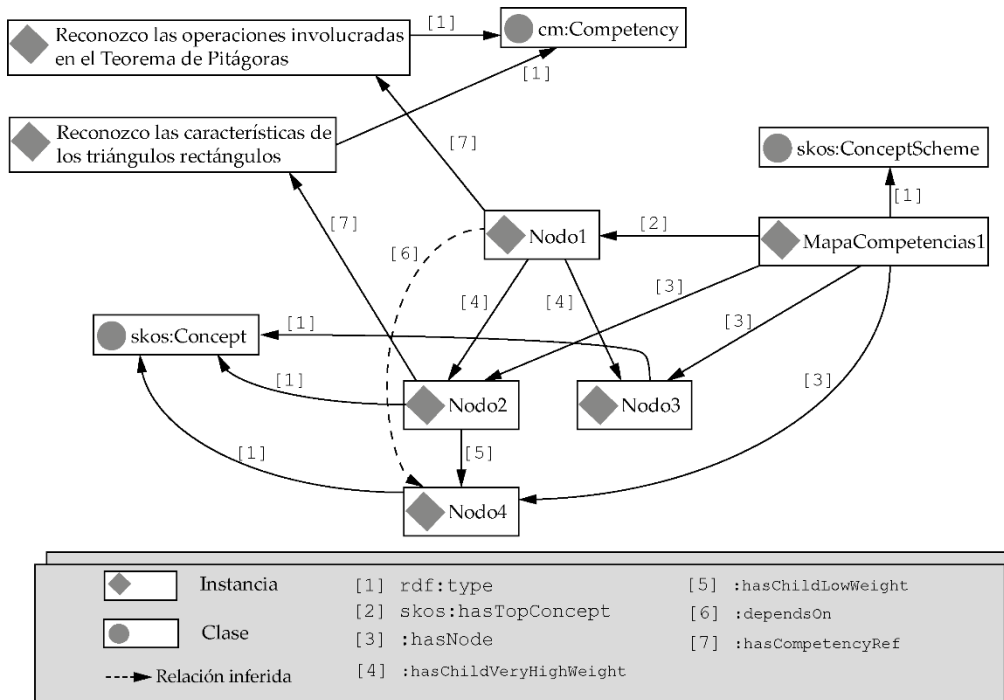 [1]
Reconozco las operaciones involucradas
en el Teorema de Pitágoras
cm:Competency
[1]
Reconozco las características de
los triángulos rectángulos
[7]
skos:ConceptScheme
[1]
[7]
[6]
Nodo1
[2]
MapaCompetencias1
[4]
[4]
[3]
[3]
[3]
skos:Concept
[1]
[1]
Nodo2
Nodo3
[1]
[5]
Nodo4
Instancia
Clase
Relación inferida
[1] rdf:type
[2] skos:hasTopConcept
[3] :hasNode
[4] :hasChildVeryHighWeight
[5] :hasChildLowWeight
[6] :dependsOn
[7] :hasCompetencyRef